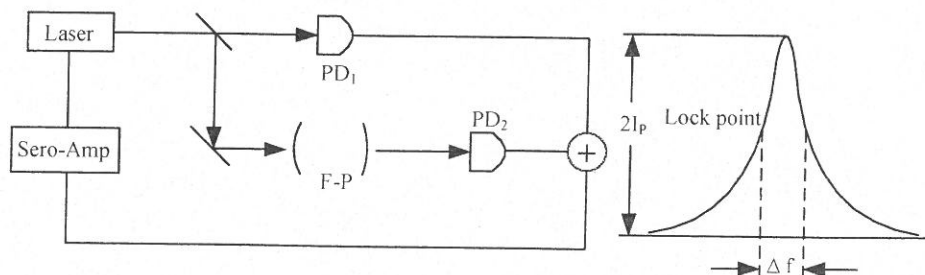 Laser
PD1
Sero-Amp
F-P
PD2
+
2IP
Lock point
Δ f